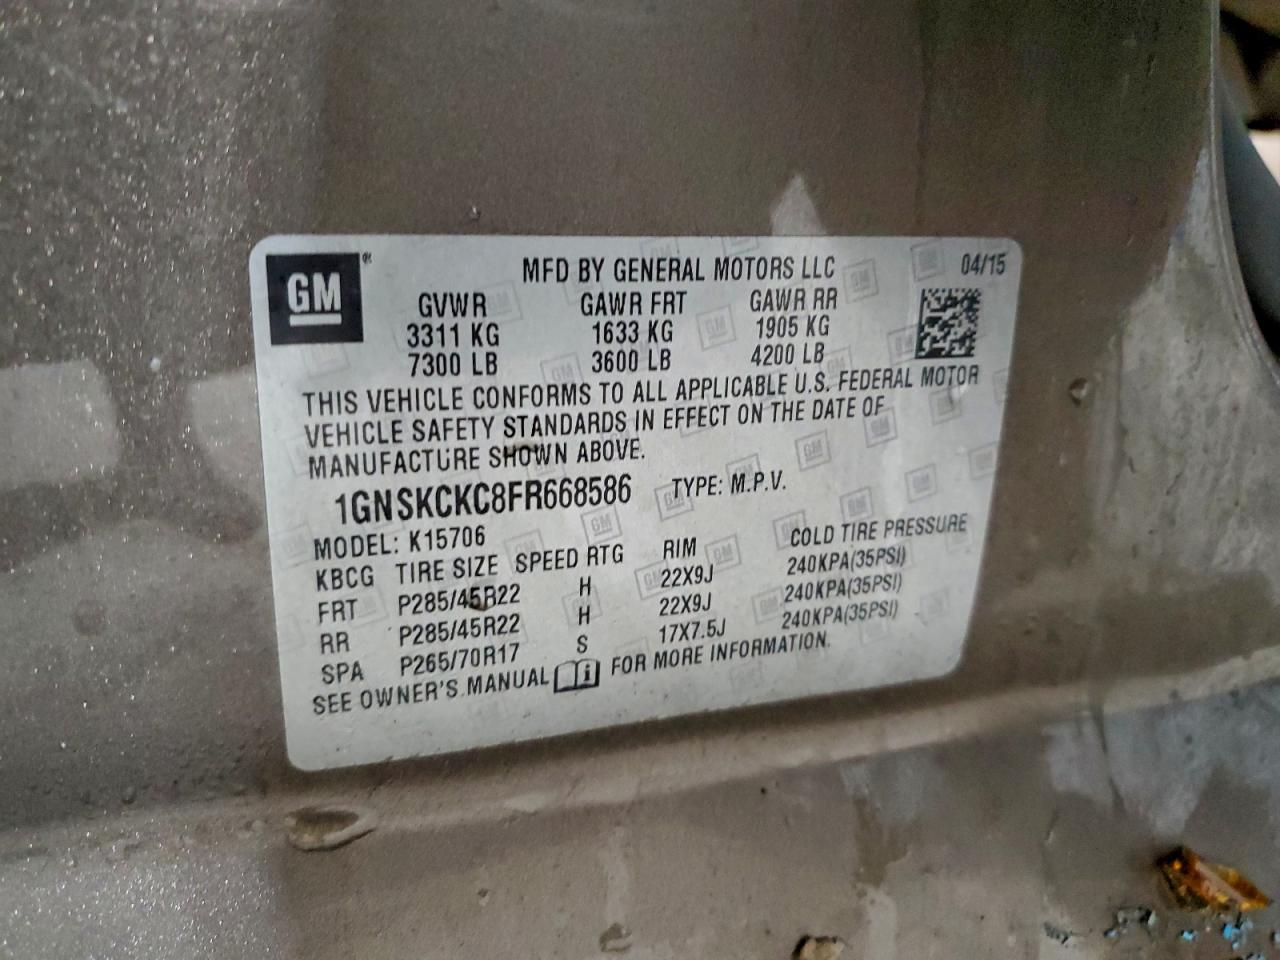 GM®
MFD BY GENERAL MOTORS LLC 04/15
GVWR GAWR FRT GAWR RR
3311 KG 1633 KG 1905 KG
7300 LB 3600 LB 4200 LB
THIS VEHICLE CONFORMS TO ALL APPLICABLE U.S. FEDERAL MOTOR
VEHICLE SAFETY STANDARDS IN EFFECT ON THE DATE OF
MANUFACTURE SHOWN ABOVE.
1GNSKCKC8FR668586 TYPE: M.P.V.
MODEL: K15706
KBCG TIRE SIZE SPEED RTG RIM COLD TIRE PRESSURE
FRT P285/45R22 H 22X9J 240KPA(35PSI)
RR P285/45R22 H 22X9J 240KPA(35PSI)
SPA P265/70R17 S 17X7.5J 240KPA(35PSI)
SEE OWNER'S MANUAL FOR MORE INFORMATION.